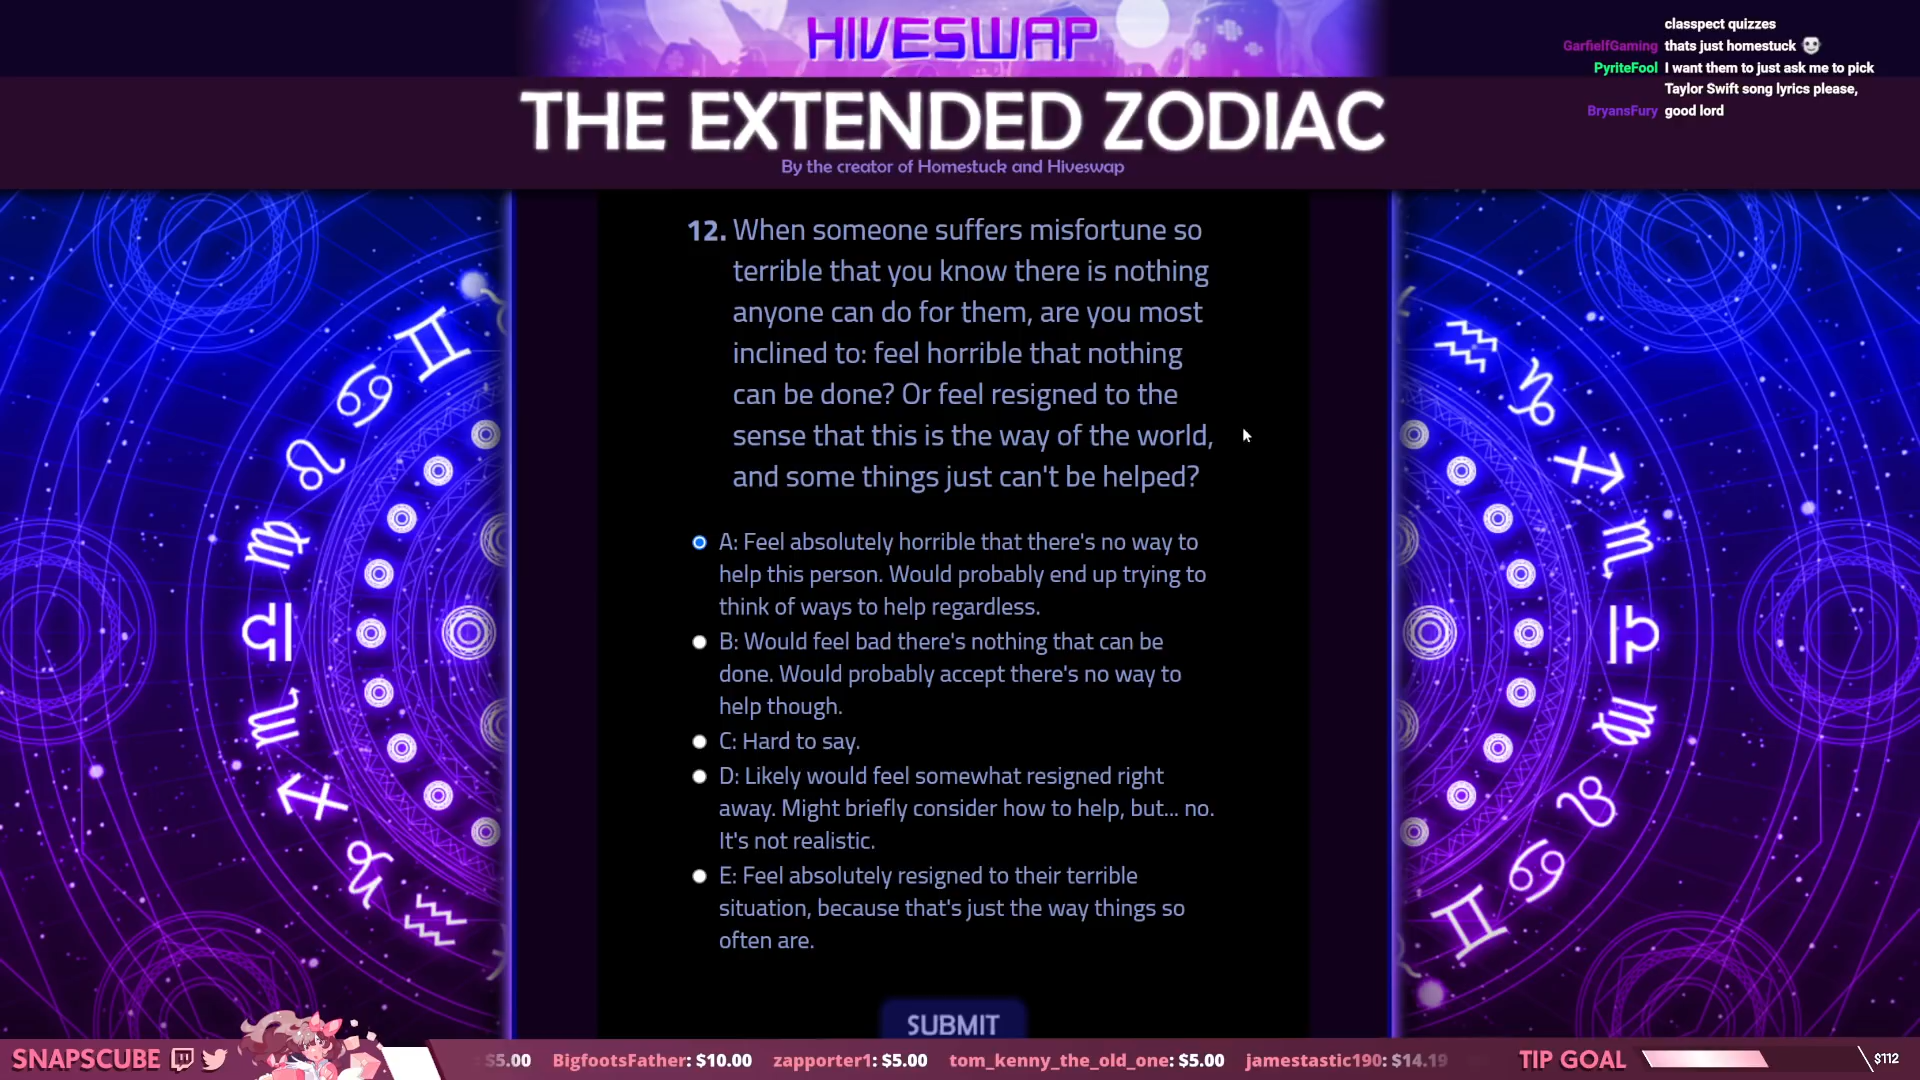 HIVESWAP
THE EXTENDED ZODIAC
By the creator of Homestuck and Hiveswap
classpect quizzes
GarfielfGaming thats just homestuck
PyriteFool I want them to just ask me to pick
Taylor Swift song lyrics please,
BryansFury good lord
12. When someone suffers misfortune so
terrible that you know there is nothing
anyone can do for them, are you most
inclined to: feel horrible that nothing
can be done? Or feel resigned to the
sense that this is the way of the world,
and some things just can't be helped?
A: Feel absolutely horrible that there's no way to
help this person. Would probably end up trying to
think of ways to help regardless.
B: Would feel bad there's nothing that can be
done. Would probably accept there's no way to
help though.
C: Hard to say.
D: Likely would feel somewhat resigned right
away. Might briefly consider how to help, but... no.
It's not realistic.
E: Feel absolutely resigned to their terrible
situation, because that's just the way things so
often are.
SUBMIT
SNAPSCUBE $5.00 BigfootsFather: $10.00 zapporter1: $5.00 tom_kenny_the_old_one: $5.00 jamestastic190: $14.19 TIP GOAL $112